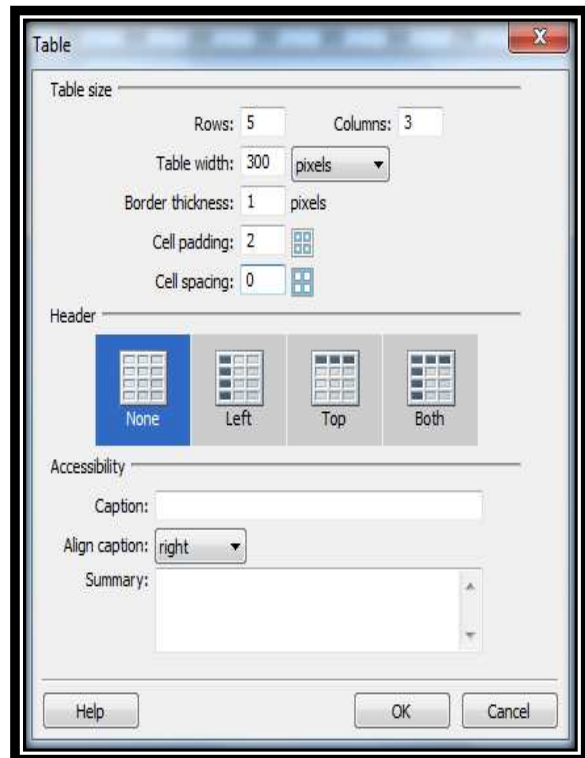 Table
X
Table size
Rows: 5 Columns: 3
Table width: 300 pixels
Border thickness: 1 pixels
Cell padding: 2
Cell spacing: 0
Header
None Left Top Both
Accessibility
Caption:
Align caption: right
Summary:
Help OK Cancel